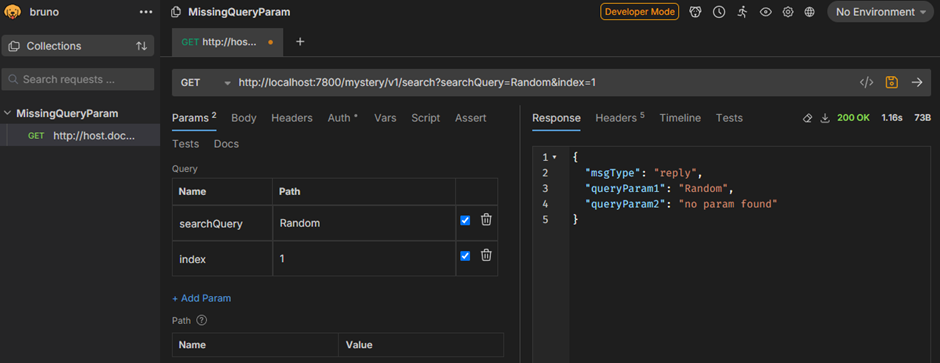 bruno
MissingQueryParam
Developer Mode
No Environment
Collections
GET http://hos...
+
Search requests ...
GET http://localhost:7800/mystery/v1/search?searchQuery=Random&index=1
</>
MissingQueryParam
GET http://host.doc...
Params 2 Body Headers Auth * Vars Script Assert
Tests Docs
Query
Name Path
searchQuery Random
index 1
+ Add Param
Path ?
Name Value
Response Headers 5 Timeline Tests 200 OK 1.16s 73B
1 {
2 "msgType": "reply",
3 "queryParam1": "Random",
4 "queryParam2": "no param found"
5 }